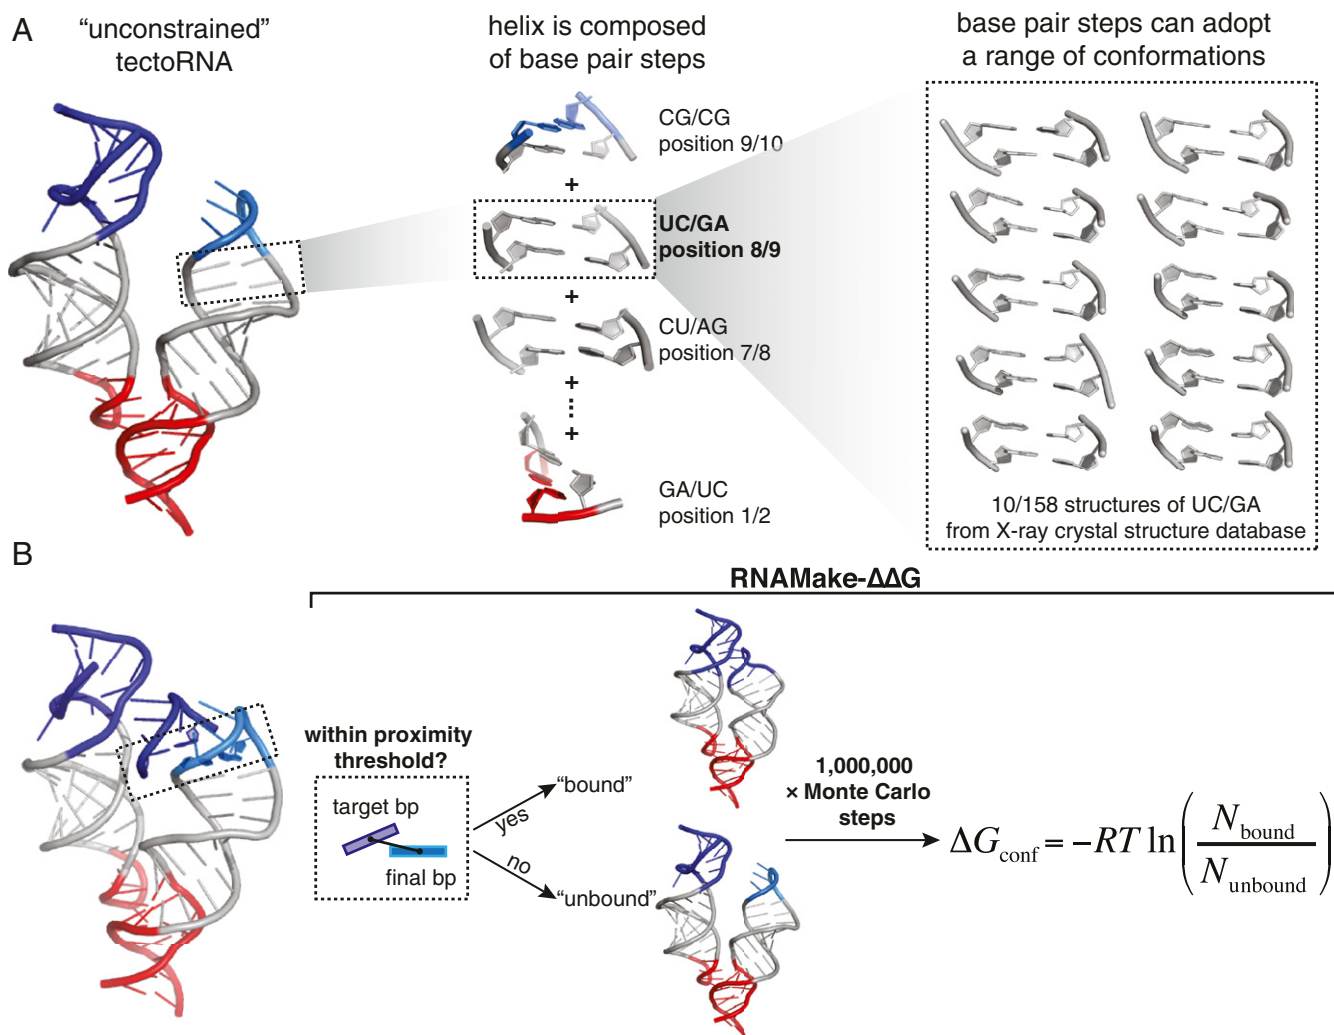 A
“unconstrained”
tectoRNA
helix is composed
of base pair steps
base pair steps can adopt
a range of conformations
CG/CG
position 9/10
+
UC/GA
position 8/9
+
CU/AG
position 7/8
+
+
GA/UC
position 1/2
10/158 structures of UC/GA
from X-ray crystal structure database
B
RNAMake-ΔΔG
within proximity
threshold?
target bp
final bp
yes
no
“bound”
“unbound”
1,000,000
× Monte Carlo
steps
ΔG_conf = −RT ln(N_bound / N_unbound)